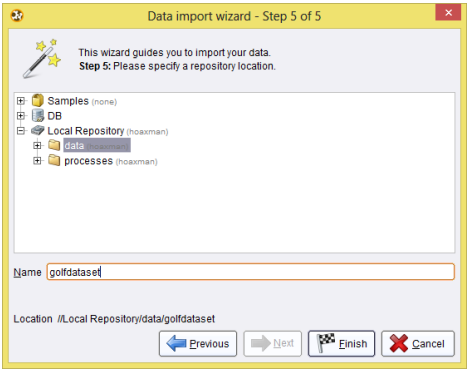 Data import wizard - Step 5 of 5
This wizard guides you to import your data.
Step 5: Please specify a repository location.
Samples (none)
DB
Local Repository (hoaxman)
data (hoaxman)
processes (hoaxman)
Name golfdataset
Location //Local Repository/data/golfdataset
Previous Next Finish Cancel